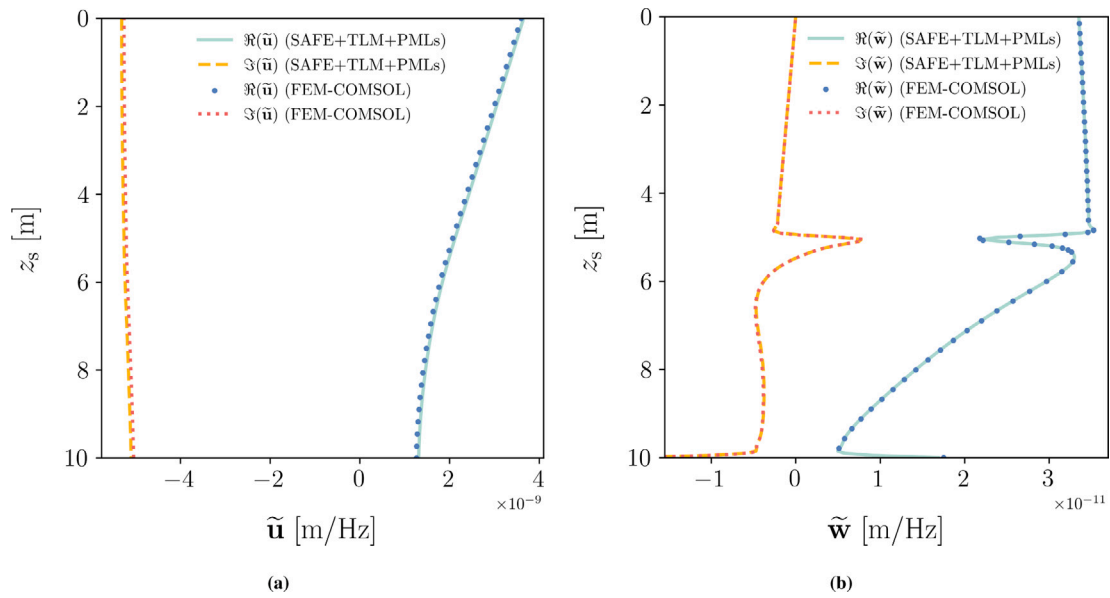 0
2
4
6
8
10
z_s [m]
ℜ(ũ) (SAFE+TLM+PMLs)
ℑ(ũ) (SAFE+TLM+PMLs)
ℜ(ũ) (FEM-COMSOL)
ℑ(ũ) (FEM-COMSOL)
−4 −2 0 2 4
×10⁻⁹
ũ [m/Hz]
(a)
0
2
4
6
8
10
z_s [m]
ℜ(w̃) (SAFE+TLM+PMLs)
ℑ(w̃) (SAFE+TLM+PMLs)
ℜ(w̃) (FEM-COMSOL)
ℑ(w̃) (FEM-COMSOL)
−1 0 1 2 3
×10⁻¹¹
w̃ [m/Hz]
(b)